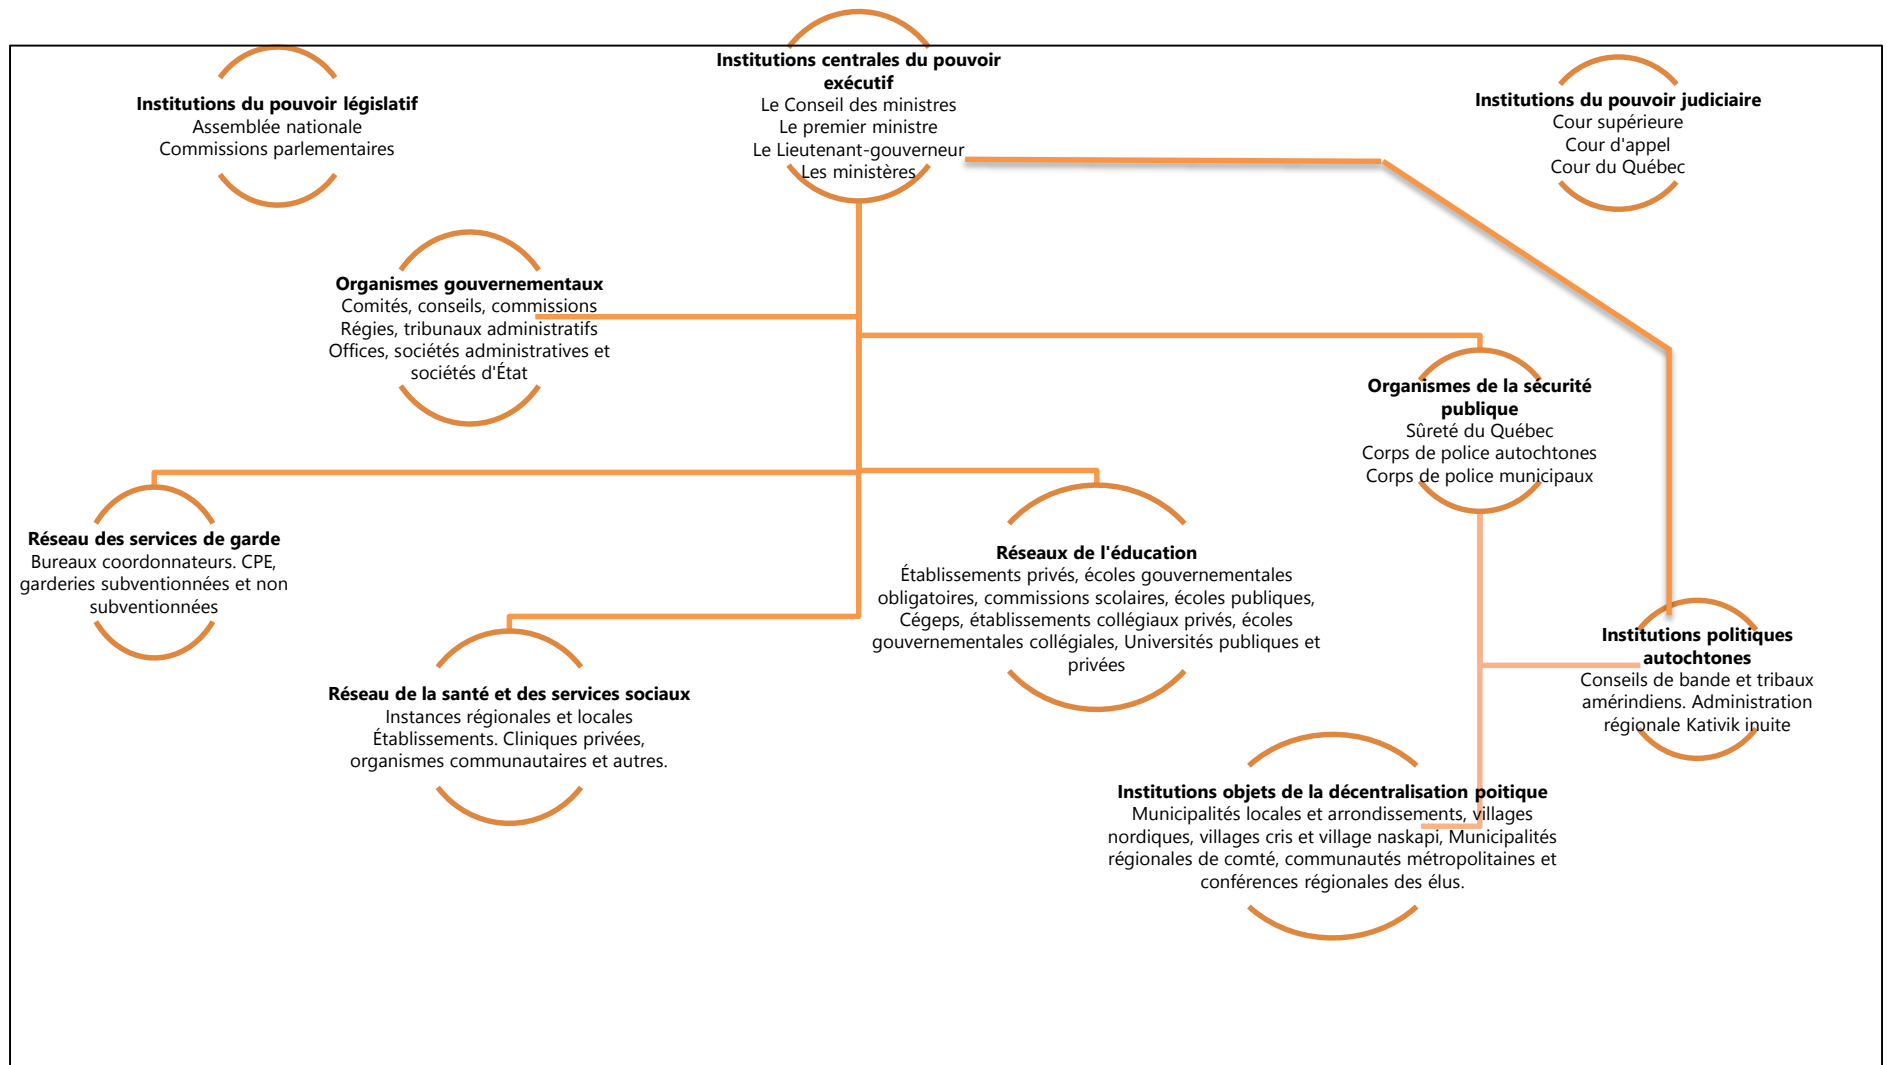 Institutions du pouvoir législatif
Assemblée nationale
Commissions parlementaires
Institutions centrales du pouvoir
exécutif
Le Conseil des ministres
Le premier ministre
Le Lieutenant-gouverneur
Les ministères
Institutions du pouvoir judiciaire
Cour supérieure
Cour d'appel
Cour du Québec
Organismes gouvernementaux
Comités, conseils, commissions
Régies, tribunaux administratifs
Offices, sociétés administratives et
sociétés d'État
Organismes de la sécurité
publique
Sûreté du Québec
Corps de police autochtones
Corps de police municipaux
Réseau des services de garde
Bureaux coordonnateurs. CPE,
garderies subventionnées et non
subventionnées
Réseaux de l'éducation
Établissements privés, écoles gouvernementales
obligatoires, commissions scolaires, écoles publiques,
Cégeps, établissements collégiaux privés, écoles
gouvernementales collégiales, Universités publiques et
privées
Institutions politiques
autochtones
Conseils de bande et tribaux
amérindiens. Administration
régionale Kativik inuite
Réseau de la santé et des services sociaux
Instances régionales et locales
Établissements. Cliniques privées,
organismes communautaires et autres.
Institutions objets de la décentralisation poitique
Municipalités locales et arrondissements, villages
nordiques, villages cris et village naskapi, Municipalités
régionales de comté, communautés métropolitaines et
conférences régionales des élus.